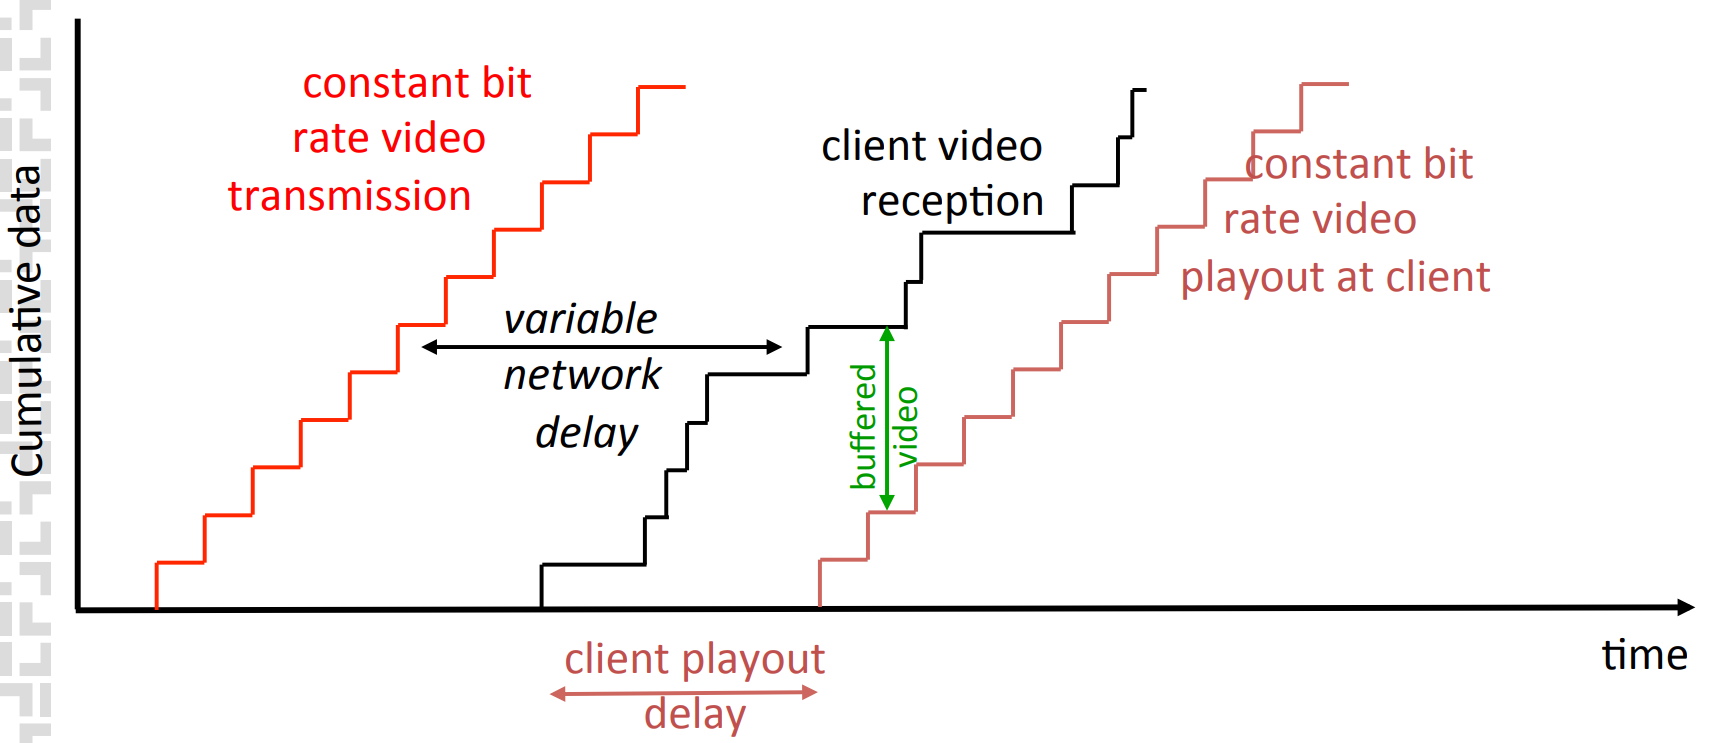 constant bit
rate video
transmission
client video
reception
constant bit
rate video
playout at client
variable
network
delay
buffered
video
Cumulative data
time
client playout
delay